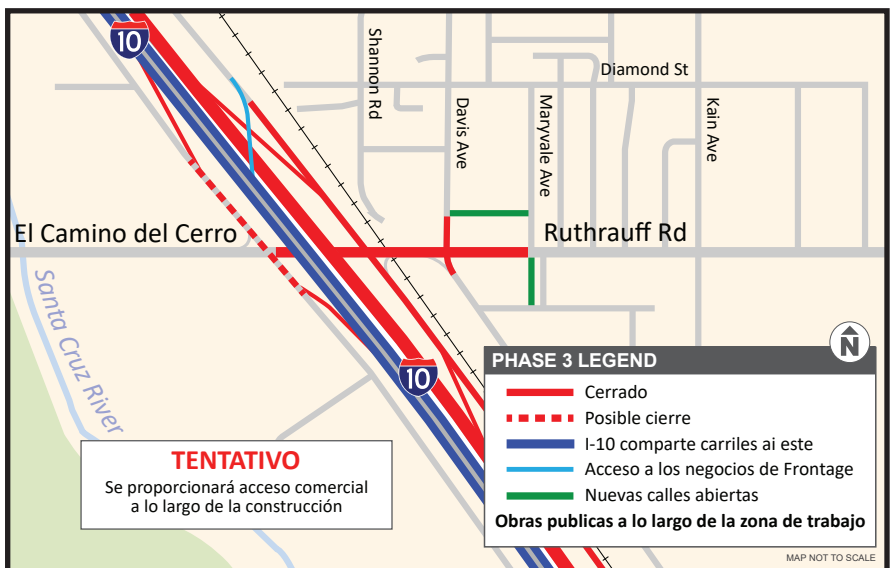 10
Shannon Rd
Davis Ave
Maryvale Ave
Kain Ave
Diamond St
El Camino del Cerro
Ruthrauff Rd
Santa Cruz River
10
N
PHASE 3 LEGEND
Cerrado
Posible cierre
I-10 comparte carriles ai este
Acceso a los negocios de Frontage
Nuevas calles abiertas
Obras publicas a lo largo de la zona de trabajo
TENTATIVO
Se proporcionará acceso comercial
a lo largo de la construcción
MAP NOT TO SCALE